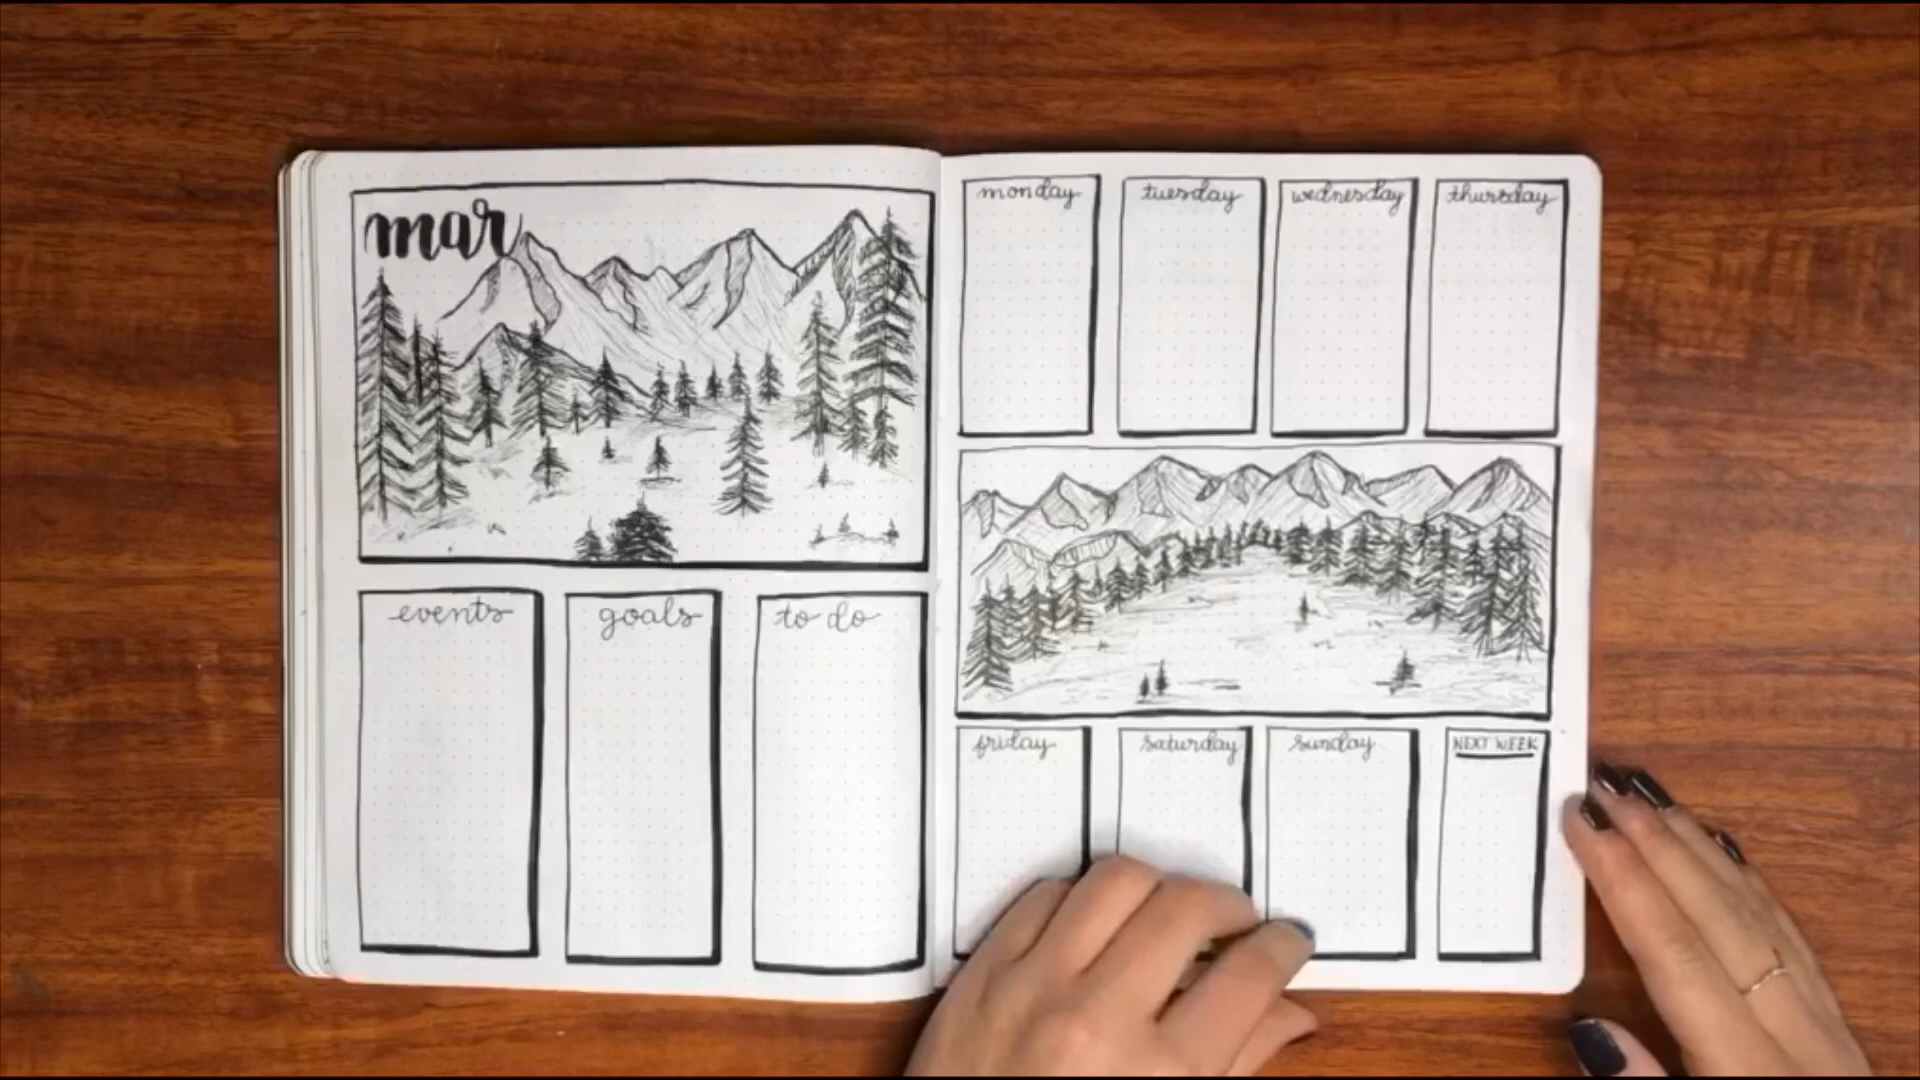 mar
events
goals
to do
monday
tuesday
wednesday
thursday
friday
saturday
sunday
NEXT WEEK